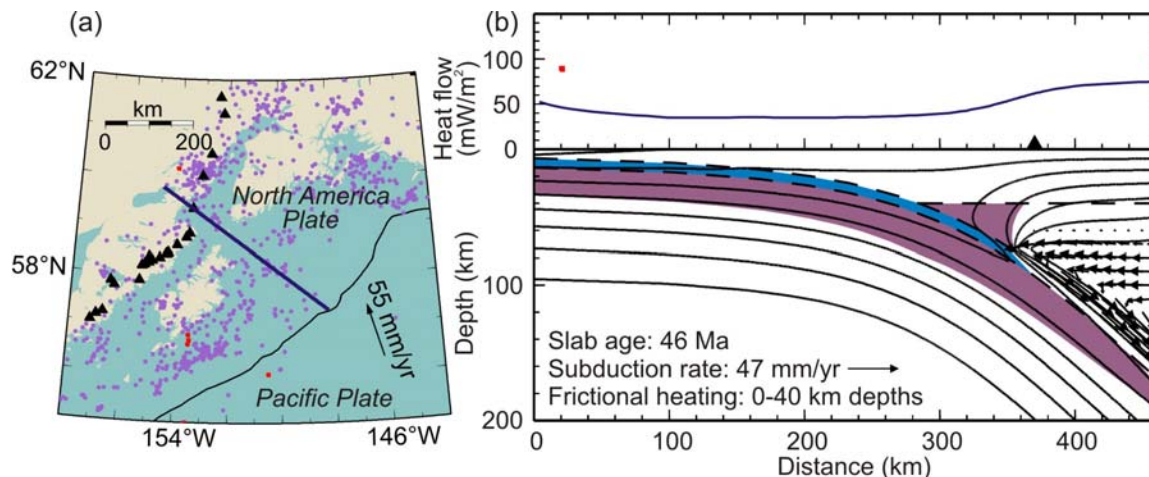 (a)
62°N
km
0 200
North America
Plate
58°N
55 mm/yr
Pacific Plate
154°W
146°W
(b)
Heat flow
(mW/m²)
100
50
0
Depth (km)
100
200
Slab age: 46 Ma
Subduction rate: 47 mm/yr
Frictional heating: 0-40 km depths
0 100 200 300 400
Distance (km)